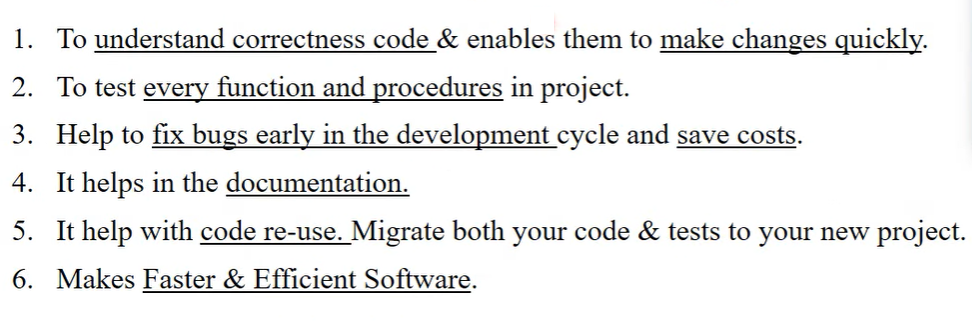 1. To understand correctness code & enables them to make changes quickly.
2. To test every function and procedures in project.
3. Help to fix bugs early in the development cycle and save costs.
4. It helps in the documentation.
5. It help with code re-use. Migrate both your code & tests to your new project.
6. Makes Faster & Efficient Software.